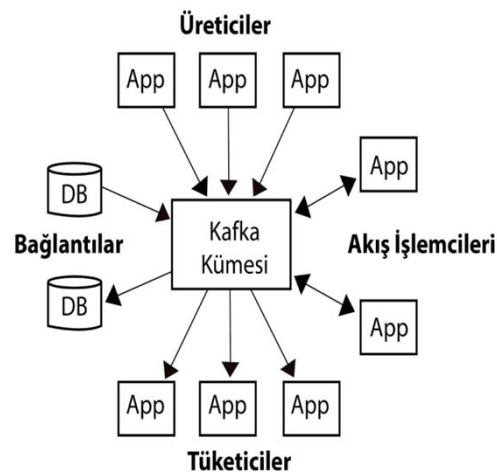 Üreticiler
App
App
App
App
DB
Bağlantılar
Kafka
Kümesi
Akış İşlemcileri
DB
App
App
App
App
Tüketiciler